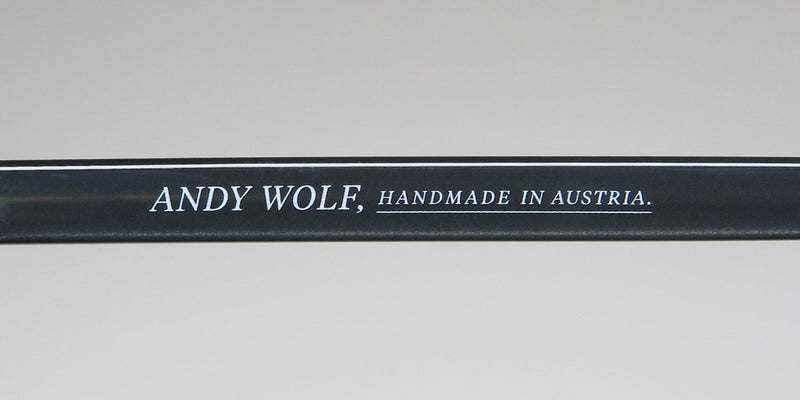 ANDY WOLF, HANDMADE IN AUSTRIA.